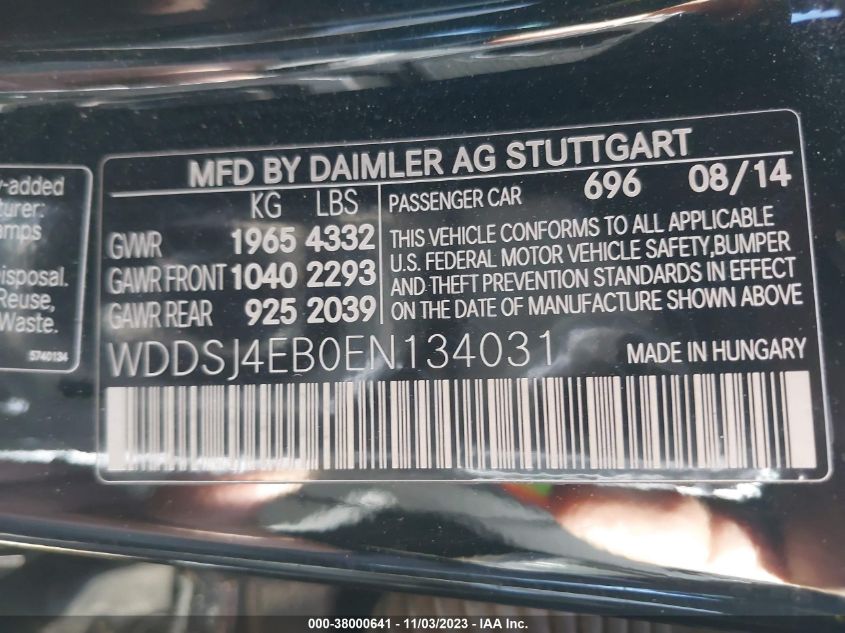 y-added
turer:
amps
isposal.
Reuse,
Waste.
5740134
MFD BY DAIMLER AG STUTTGART
KG LBS
GVWR 1965 4332
GAWR FRONT 1040 2293
GAWR REAR 925 2039
PASSENGER CAR 696 08/14
THIS VEHICLE CONFORMS TO ALL APPLICABLE
U.S. FEDERAL MOTOR VEHICLE SAFETY,BUMPER
AND THEFT PREVENTION STANDARDS IN EFFECT
ON THE DATE OF MANUFACTURE SHOWN ABOVE
WDDSJ4EB0EN134031 MADE IN HUNGARY
000-38000641 - 11/03/2023 - IAA Inc.